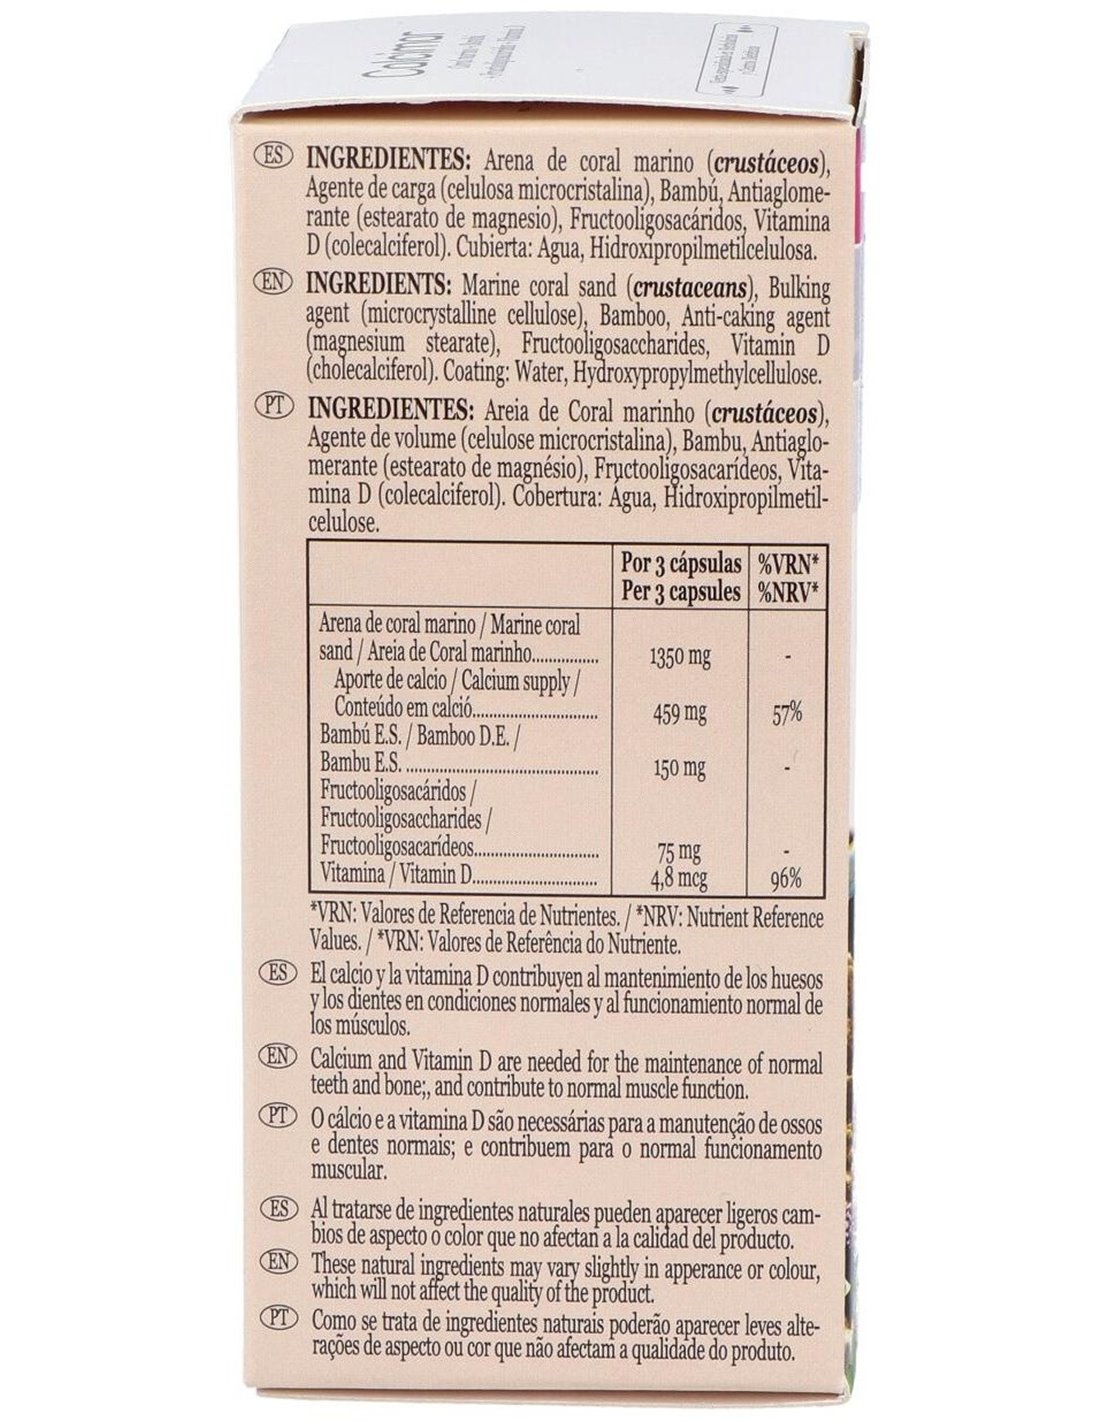 Calcimar
ES INGREDIENTES: Arena de coral marino (crustáceos),
Agente de carga (celulosa microcristalina), Bambú, Antiaglome-
rante (estearato de magnesio), Fructooligosacáridos, Vitamina
D (colecalciferol). Cubierta: Agua, Hidroxipropilmetilcelulosa.
EN INGREDIENTS: Marine coral sand (crustaceans), Bulking
agent (microcrystalline cellulose), Bamboo, Anti-caking agent
(magnesium stearate), Fructooligosaccharides, Vitamin D
(cholecalciferol). Coating: Water, Hydroxypropylmethylcellulose.
PT INGREDIENTES: Areia de Coral marinho (crustáceos),
Agente de volume (celulose microcristalina), Bambu, Antiaglo-
merante (estearato de magnésio), Fructooligosacarídeos, Vita-
mina D (colecalciferol). Cobertura: Água, Hidroxipropilmetil-
celulose.
Por 3 cápsulas %VRN*
Per 3 capsules %NRV*
Arena de coral marino / Marine coral
sand / Areia de Coral marinho............... 1350 mg -
Aporte de calcio / Calcium supply /
Conteúdo em calció............................ 459 mg 57%
Bambú E.S. / Bamboo D.E. /
Bambu E.S. ........................................... 150 mg -
Fructooligosacáridos /
Fructooligosaccharides /
Fructooligosacarídeos............................ 75 mg -
Vitamina / Vitamin D............................ 4,8 mcg 96%
*VRN: Valores de Referencia de Nutrientes. / *NRV: Nutrient Reference
Values. / *VRN: Valores de Referência do Nutriente.
ES El calcio y la vitamina D contribuyen al mantenimiento de los huesos
y los dientes en condiciones normales y al funcionamiento normal de
los músculos.
EN Calcium and Vitamin D are needed for the maintenance of normal
teeth and bone;, and contribute to normal muscle function.
PT O cálcio e a vitamina D são necessárias para a manutenção de ossos
e dentes normais; e contribuem para o normal funcionamento
muscular.
ES Al tratarse de ingredientes naturales pueden aparecer ligeros cam-
bios de aspecto o color que no afectan a la calidad del producto.
EN These natural ingredients may vary slightly in apperance or colour,
which will not affect the quality of the product.
PT Como se trata de ingredientes naturais poderão aparecer leves alte-
rações de aspecto ou cor que não afectam a qualidade do produto.